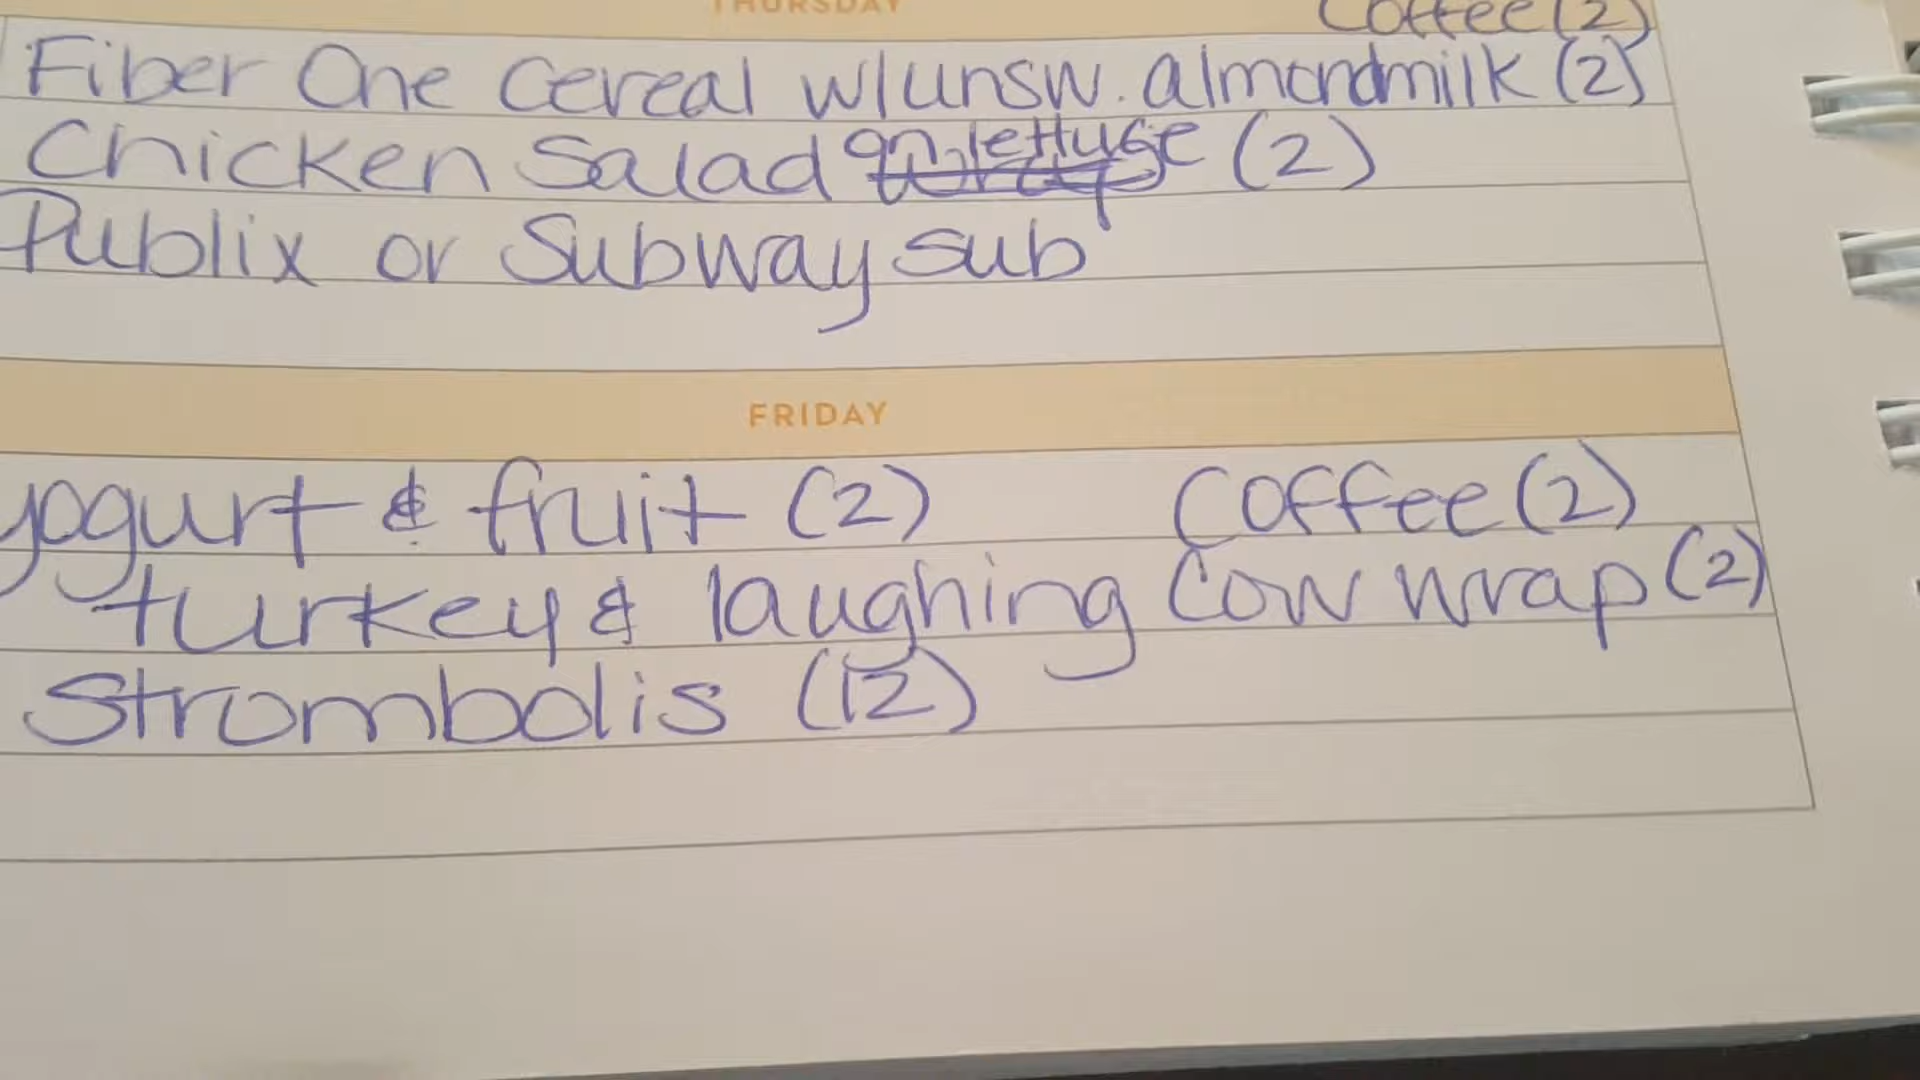 THURSDAY
Coffee (2)
Fiber One Cereal w/unsw. almondmilk (2)
Chicken Salad on lettuce (2)
Publix or Subway sub
FRIDAY
yogurt & fruit (2) Coffee (2)
turkey & laughing cow wrap (2)
Strombolis (12)